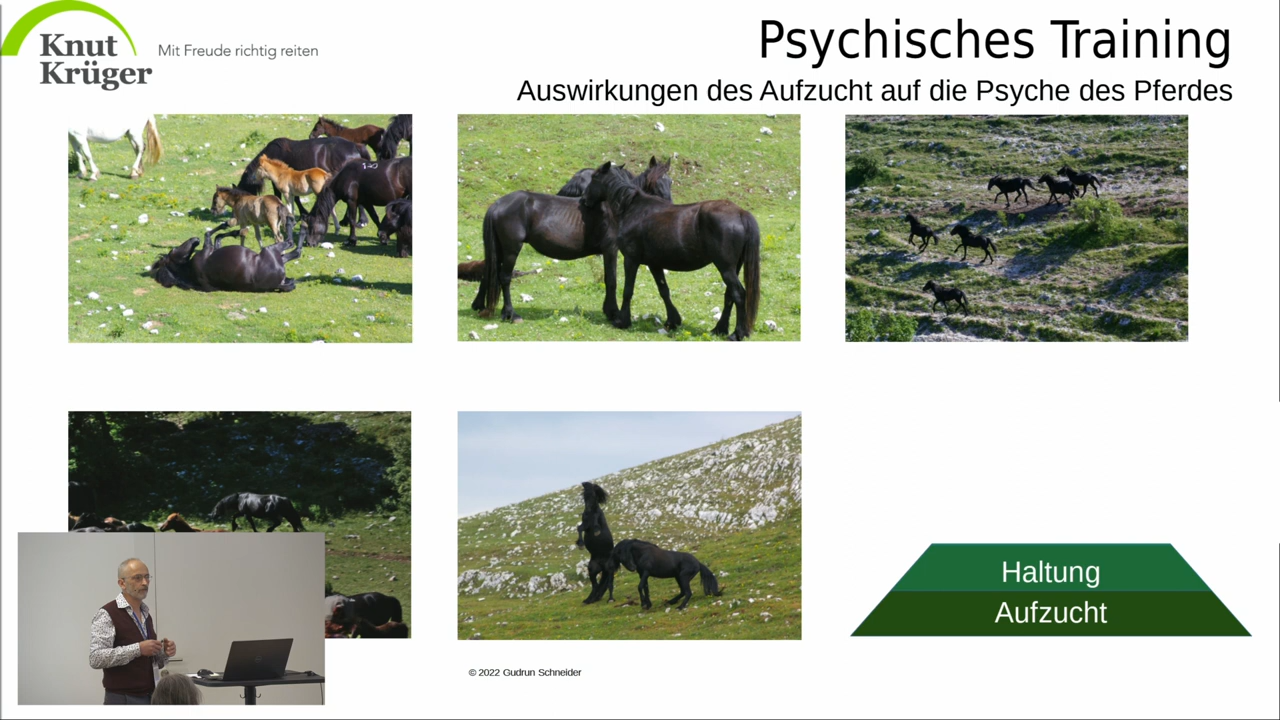 Knut
Krüger
Mit Freude richtig reiten
Psychisches Training
Auswirkungen des Aufzucht auf die Psyche des Pferdes
Haltung
Aufzucht
© 2022 Gudrun Schneider